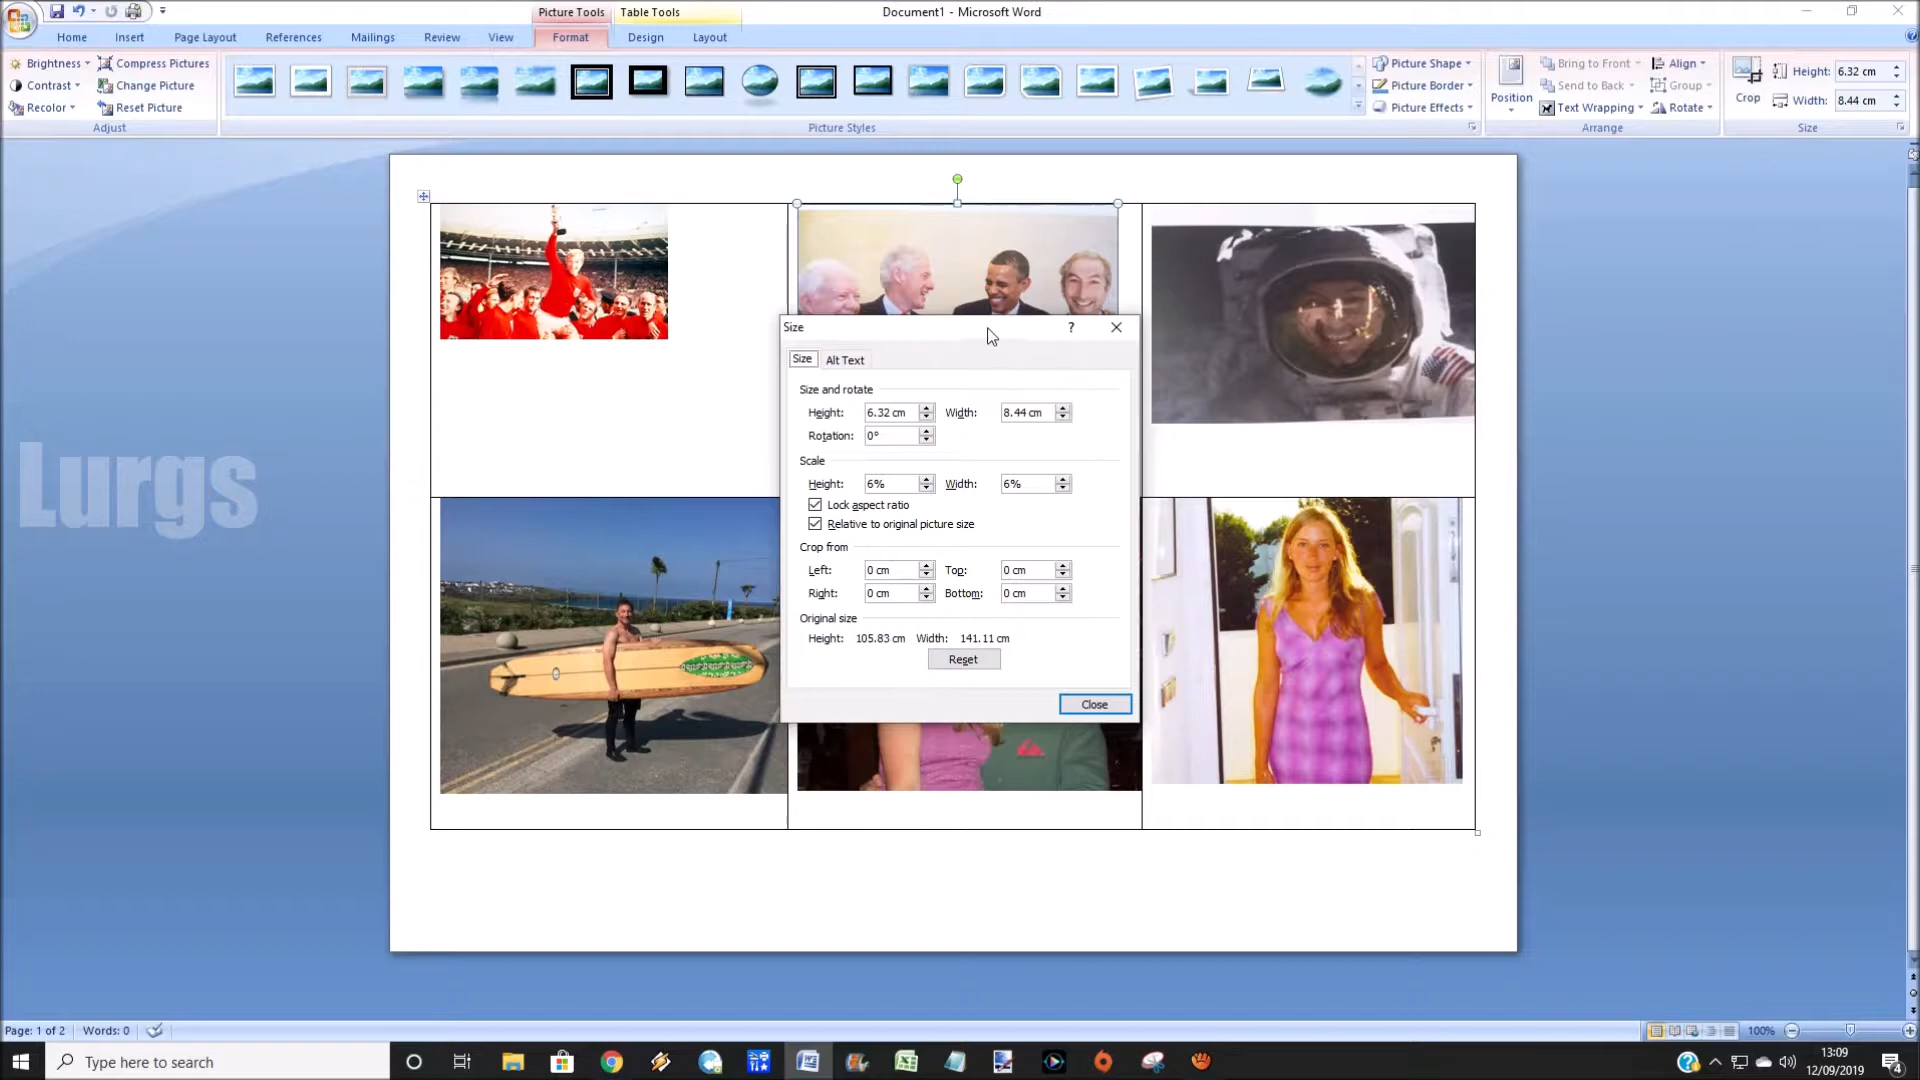 Picture Tools Table Tools Document1 - Microsoft Word
Home Insert Page Layout References Mailings Review View Format Design Layout
Brightness Compress Pictures Picture Shape Bring to Front Align Height: 6.32 cm
Contrast Change Picture Picture Border Position Send to Back Group Crop
Recolor Reset Picture Picture Effects Text Wrapping Rotate Width: 8.44 cm
Adjust Picture Styles Arrange Size
Size ?
Size Alt Text
Size and rotate
Height: 6.32 cm Width: 8.44 cm
Rotation: 0°
Scale
Height: 6% Width: 6%
Lock aspect ratio
Relative to original picture size
Crop from
Left: 0 cm Top: 0 cm
Right: 0 cm Bottom: 0 cm
Original size
Height: 105.83 cm Width: 141.11 cm
Reset
Close
Lurgs
Page: 1 of 2 Words: 0 100%
Type here to search
13:09
12/09/2019
4